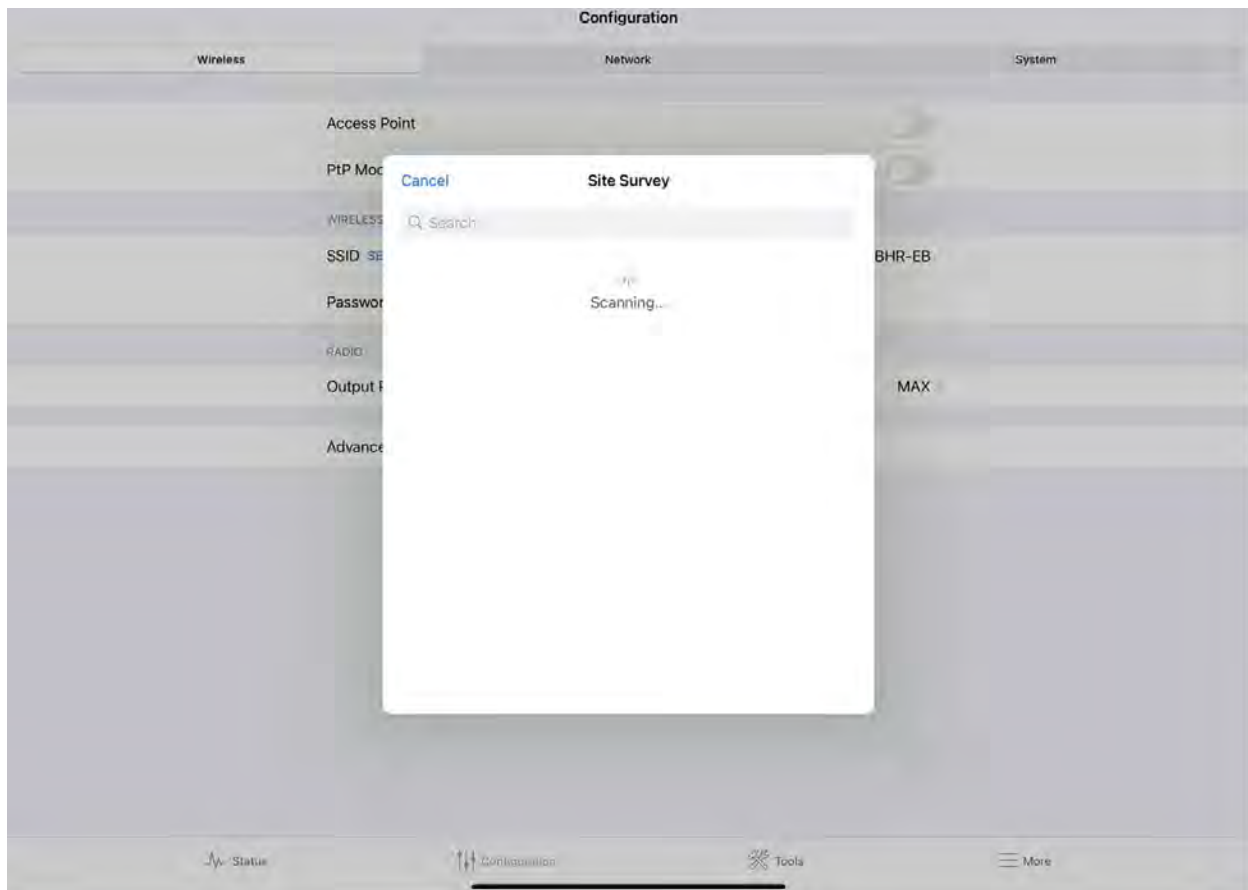 Configuration
Wireless Network System
Access Point
PtP Moc
Cancel Site Survey
WIRELESS
Search
SSID SE BHR-EB
Scanning...
Passwor
RADIO
Output MAX
Advance
Status Configuration Tools More